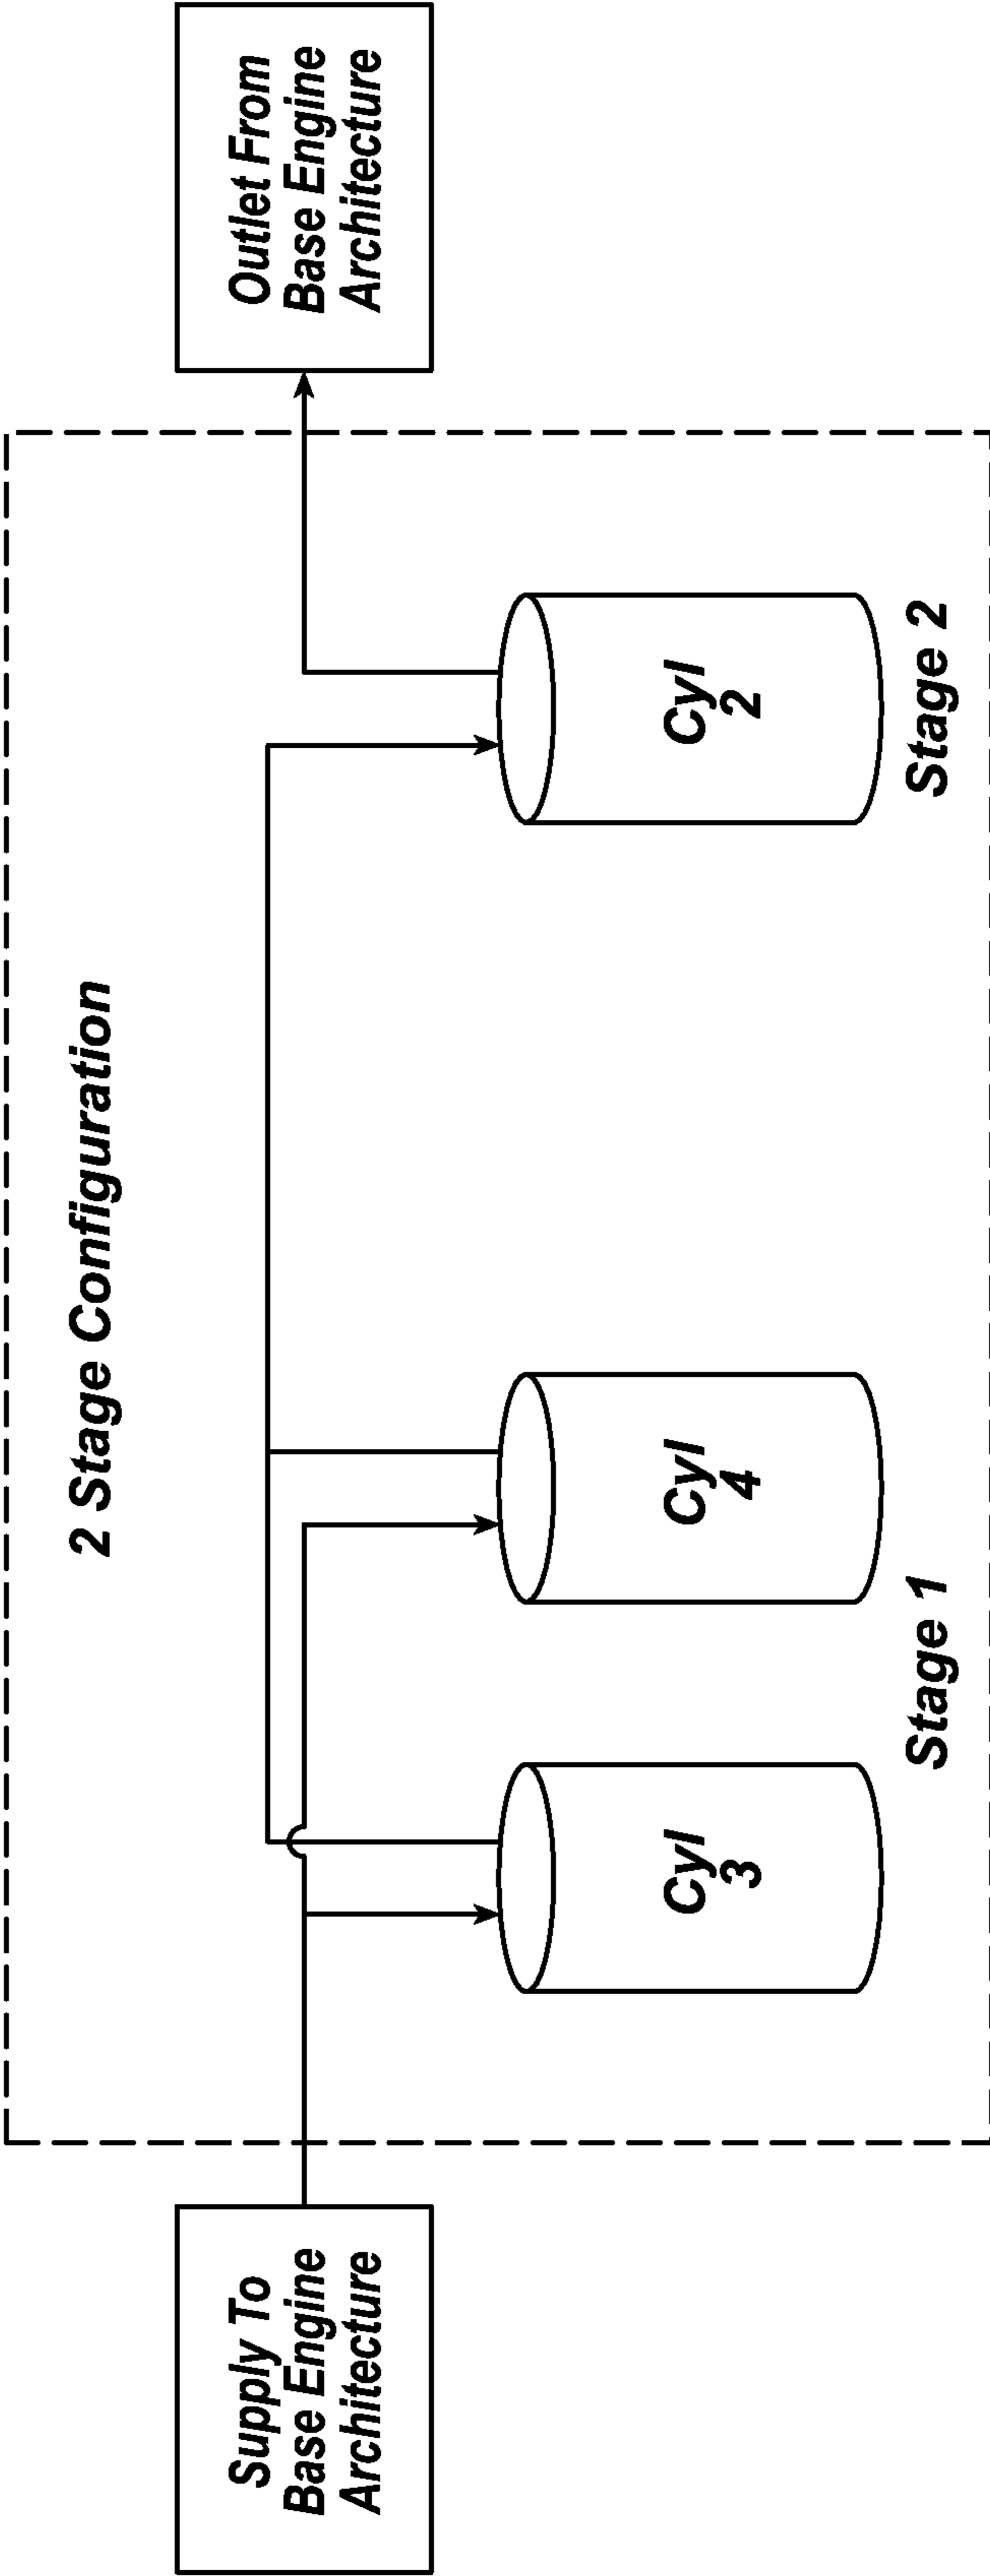 2 Stage Configuration
Supply To
Base Engine
Architecture
Outlet From
Base Engine
Architecture
Cyl
3
Cyl
4
Cyl
2
Stage 1
Stage 2